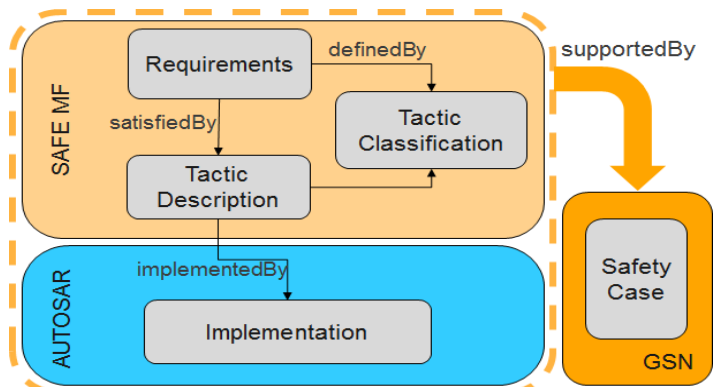 SAFE MF
Requirements
definedBy
supportedBy
satisfiedBy
Tactic
Classification
Tactic
Description
AUTOSAR
implementedBy
Implementation
Safety
Case
GSN